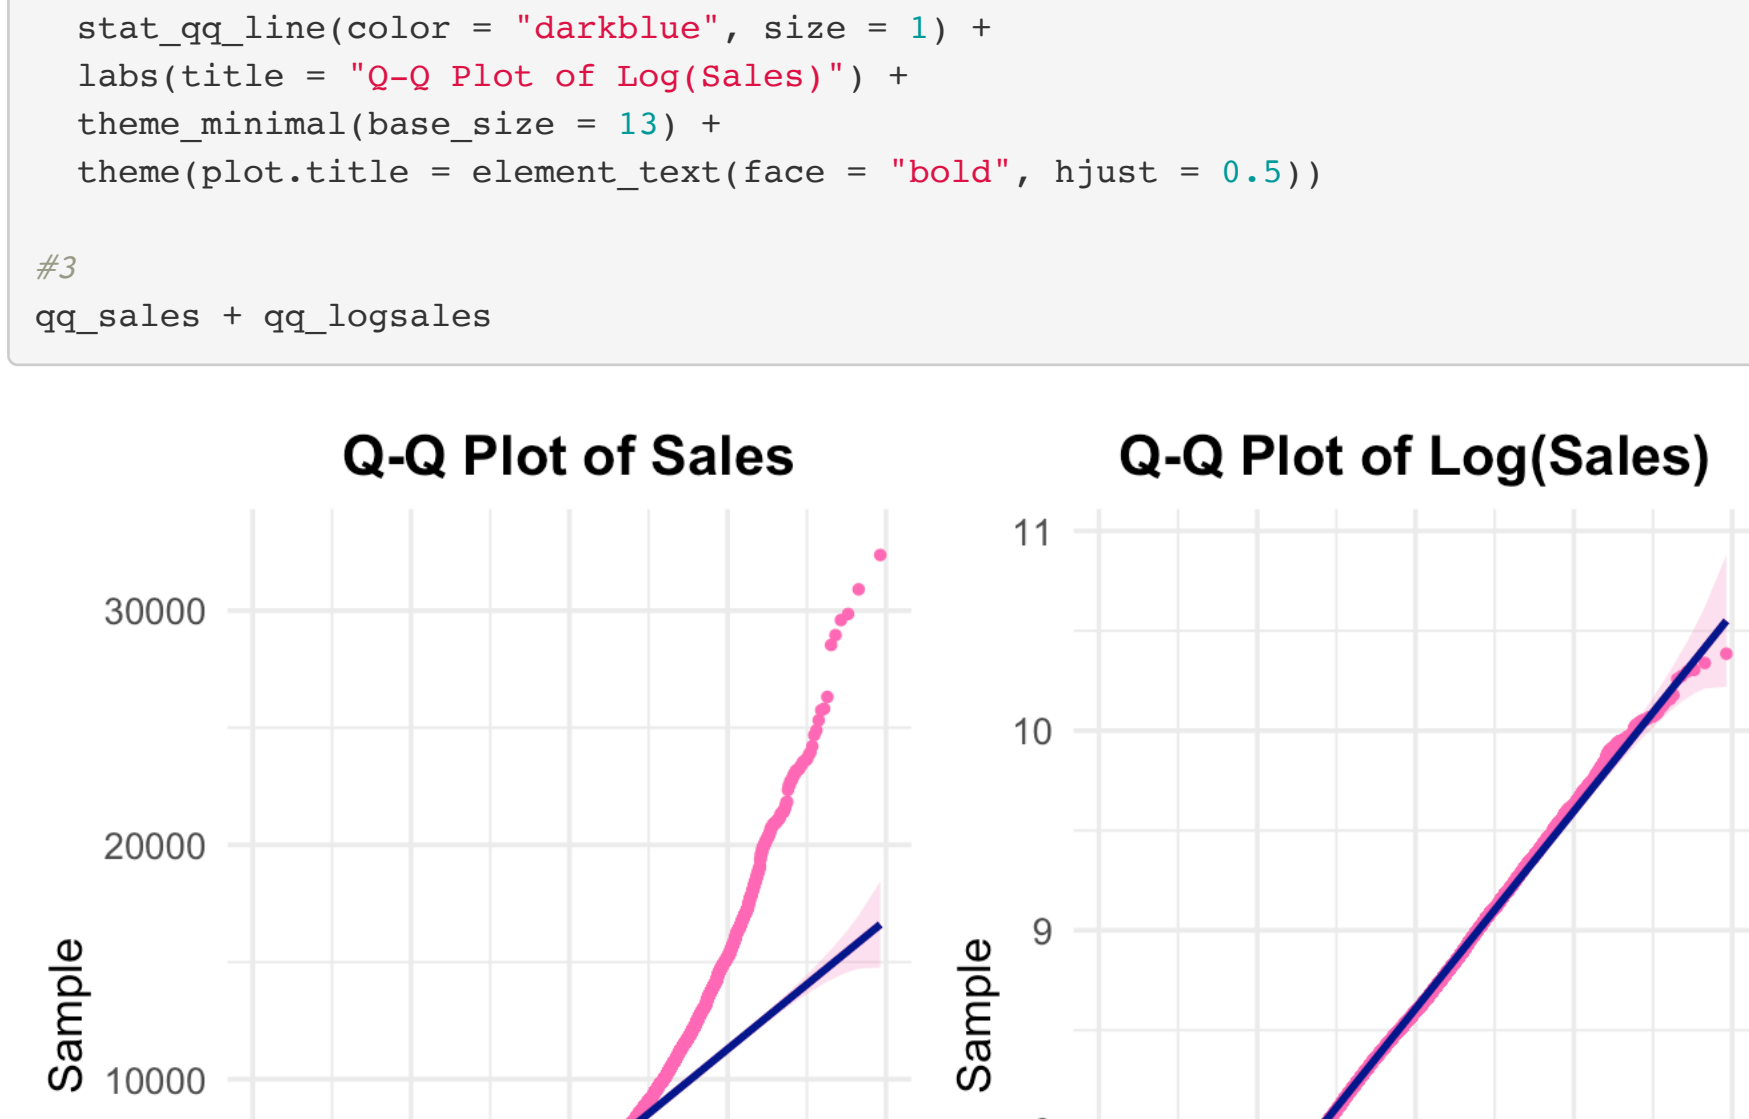 stat_qq_line(color = "darkblue", size = 1) +
labs(title = "Q-Q Plot of Log(Sales)") +
theme_minimal(base_size = 13) +
theme(plot.title = element_text(face = "bold", hjust = 0.5))
#3
qq_sales + qq_logsales
Q-Q Plot of Sales
30000
20000
10000
Sample
Q-Q Plot of Log(Sales)
11
10
9
Sample